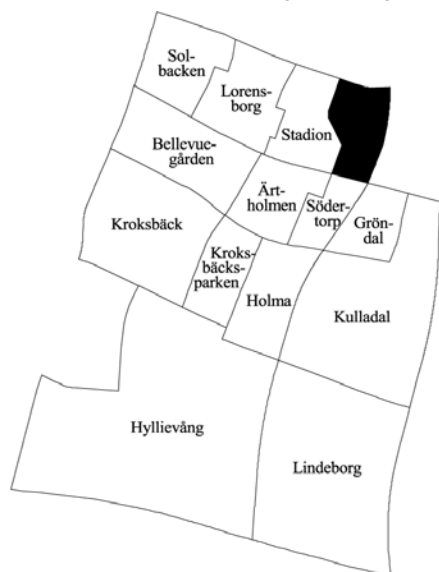 Sol-
backen
Lorens-
borg
Stadion
Bellevue-
gården
Ärt-
holmen
Söder-
torp
Grön-
dal
Kroksbäck
Kroks-
bäcks-
parken
Holma
Kulladal
Hyllievång
Lindeborg